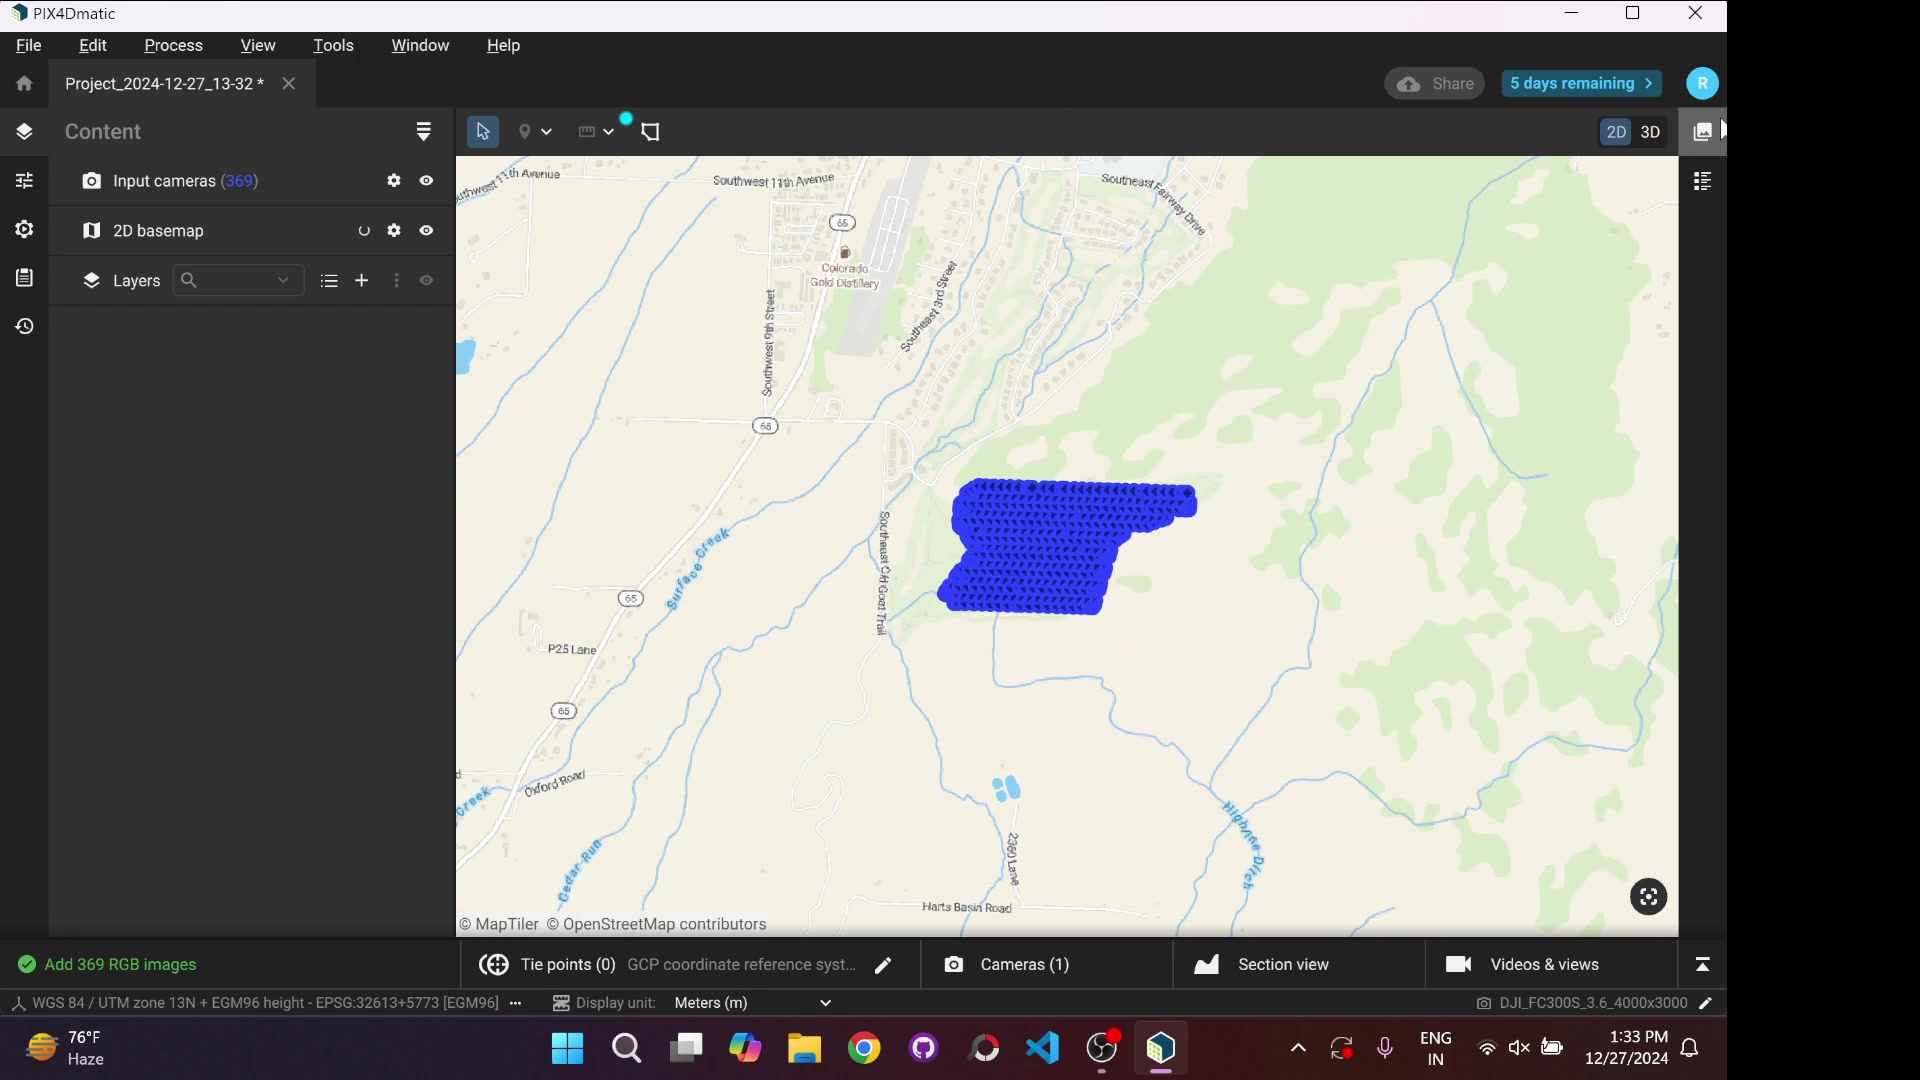 PIX4Dmatic
File Edit Process View Tools Window Help
Project_2024-12-27_13-32 *
Share
5 days remaining
R
Content
2D 3D
Input cameras (369)
2D basemap
Layers
Southwest 11th Avenue
Southwest 11th Avenue
Southeast Fairway Drive
65
Colorado
Gold Distillery
Southeast 3rd Street
Southwest 9th Street
65
Surface Creek
65
P25 Lane
65
Oxford Road
Creek
Cedar Run
2360 Lane
Highline Ditch
Harts Basin Road
© MapTiler © OpenStreetMap contributors
Add 369 RGB images
Tie points (0) GCP coordinate reference syst...
Cameras (1)
Section view
Videos & views
WGS 84 / UTM zone 13N + EGM96 height - EPSG:32613+5773 [EGM96] ...
Display unit: Meters (m)
DJI_FC300S_3.6_4000x3000
76°F
Haze
ENG
IN
1:33 PM
12/27/2024